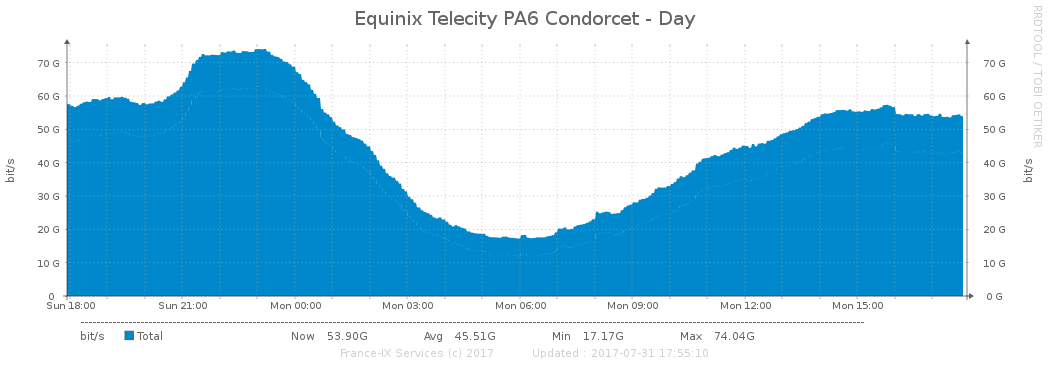 Equinix Telecity PA6 Condorcet - Day
RRDTOOL / TOBI OETIKER
bit/s
bit/s
70 G 70 G
60 G 60 G
50 G 50 G
40 G 40 G
30 G 30 G
20 G 20 G
10 G 10 G
0 0 G
Sun 18:00 Sun 21:00 Mon 00:00 Mon 03:00 Mon 06:00 Mon 09:00 Mon 12:00 Mon 15:00
bit/s Total Now 53.90G Avg 45.51G Min 17.17G Max 74.04G
France-IX Services (c) 2017 Updated : 2017-07-31 17:55:10